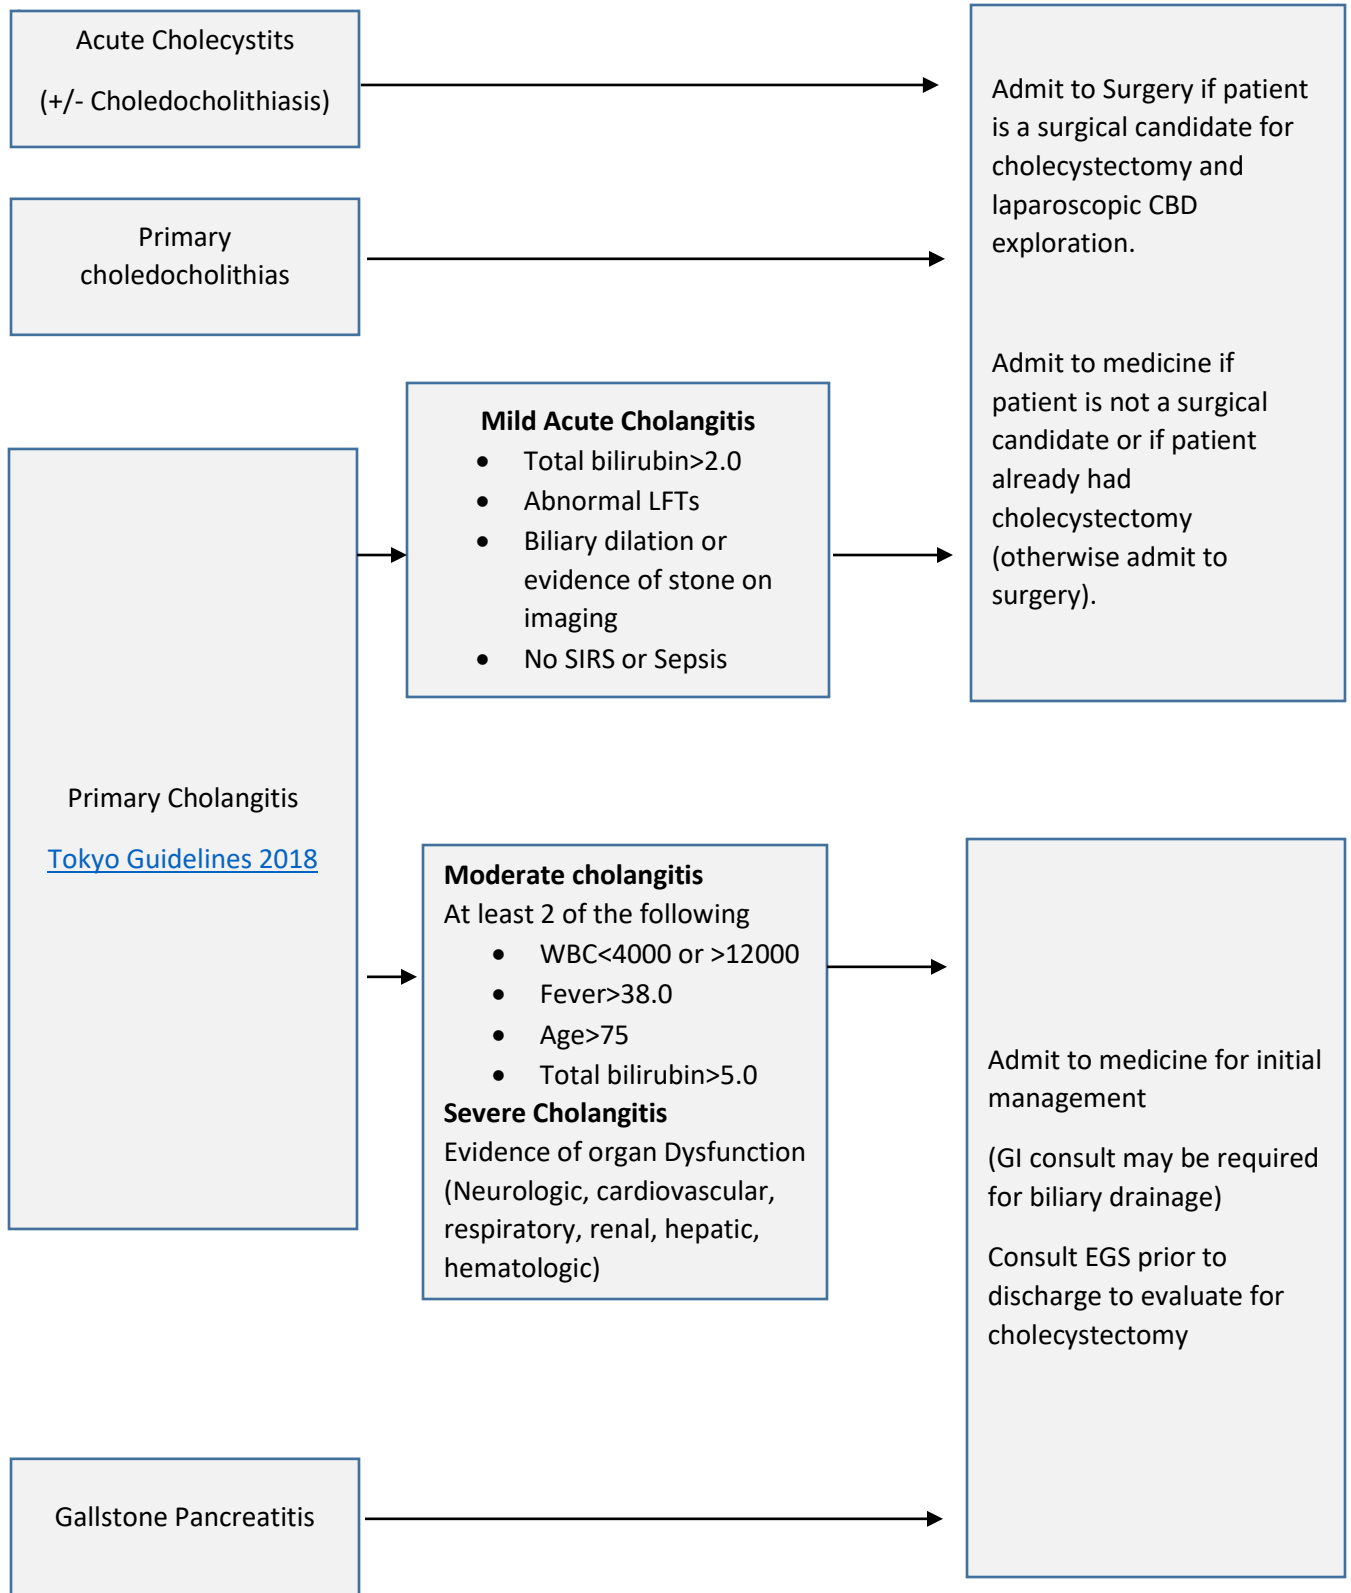 Acute Cholecystits
(+/- Choledocholithiasis)
Primary
choledocholithias
Admit to Surgery if patient
is a surgical candidate for
cholecystectomy and
laparoscopic CBD
exploration.
Admit to medicine if
patient is not a surgical
candidate or if patient
already had
cholecystectomy
(otherwise admit to
surgery).
Mild Acute Cholangitis
• Total bilirubin>2.0
• Abnormal LFTs
• Biliary dilation or
evidence of stone on
imaging
• No SIRS or Sepsis
Primary Cholangitis
Tokyo Guidelines 2018
Moderate cholangitis
At least 2 of the following
• WBC<4000 or >12000
• Fever>38.0
• Age>75
• Total bilirubin>5.0
Severe Cholangitis
Evidence of organ Dysfunction
(Neurologic, cardiovascular,
respiratory, renal, hepatic,
hematologic)
Admit to medicine for initial
management
(GI consult may be required
for biliary drainage)
Consult EGS prior to
discharge to evaluate for
cholecystectomy
Gallstone Pancreatitis